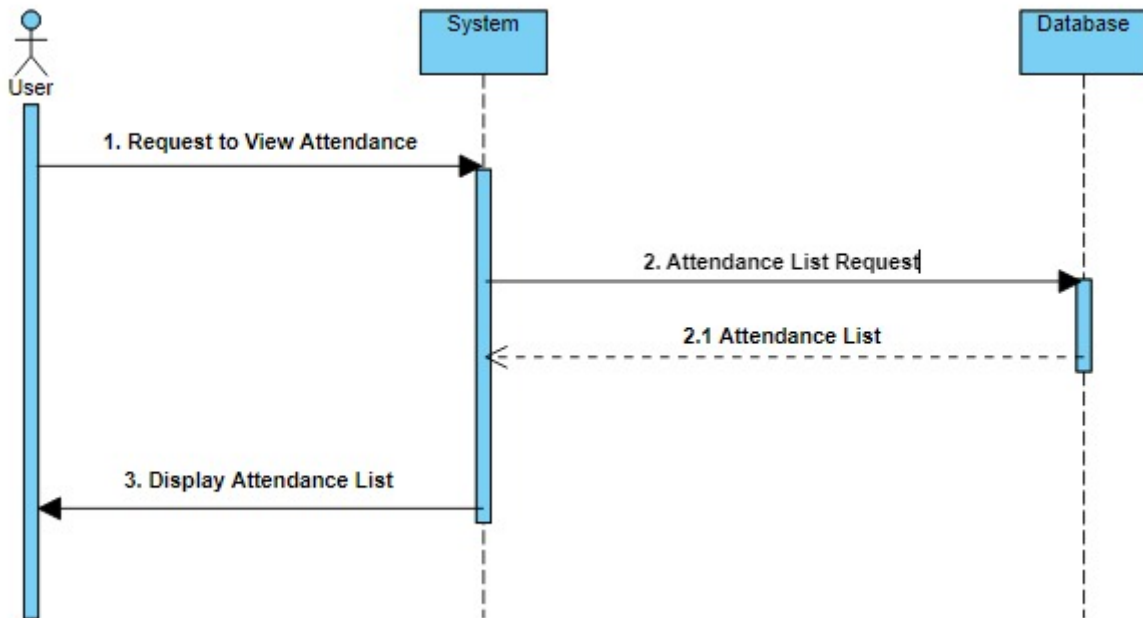 System
Database
User
1. Request to View Attendance
2. Attendance List Request
2.1 Attendance List
3. Display Attendance List